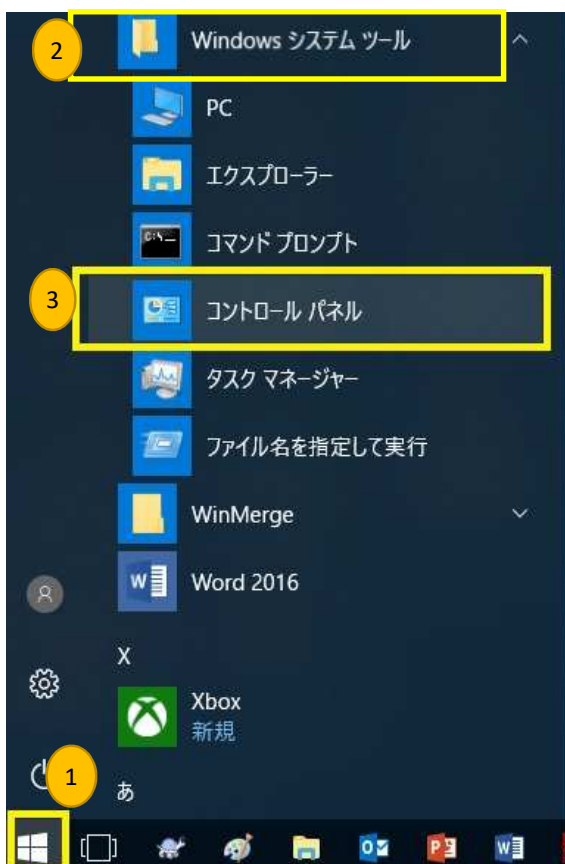 2
Windows システム ツール
PC
エクスプローラー
C:\_
コマンド プロンプト
3
コントロール パネル
タスク マネージャー
ファイル名を指定して実行
WinMerge
W
Word 2016
X
Xbox
新規
1
あ